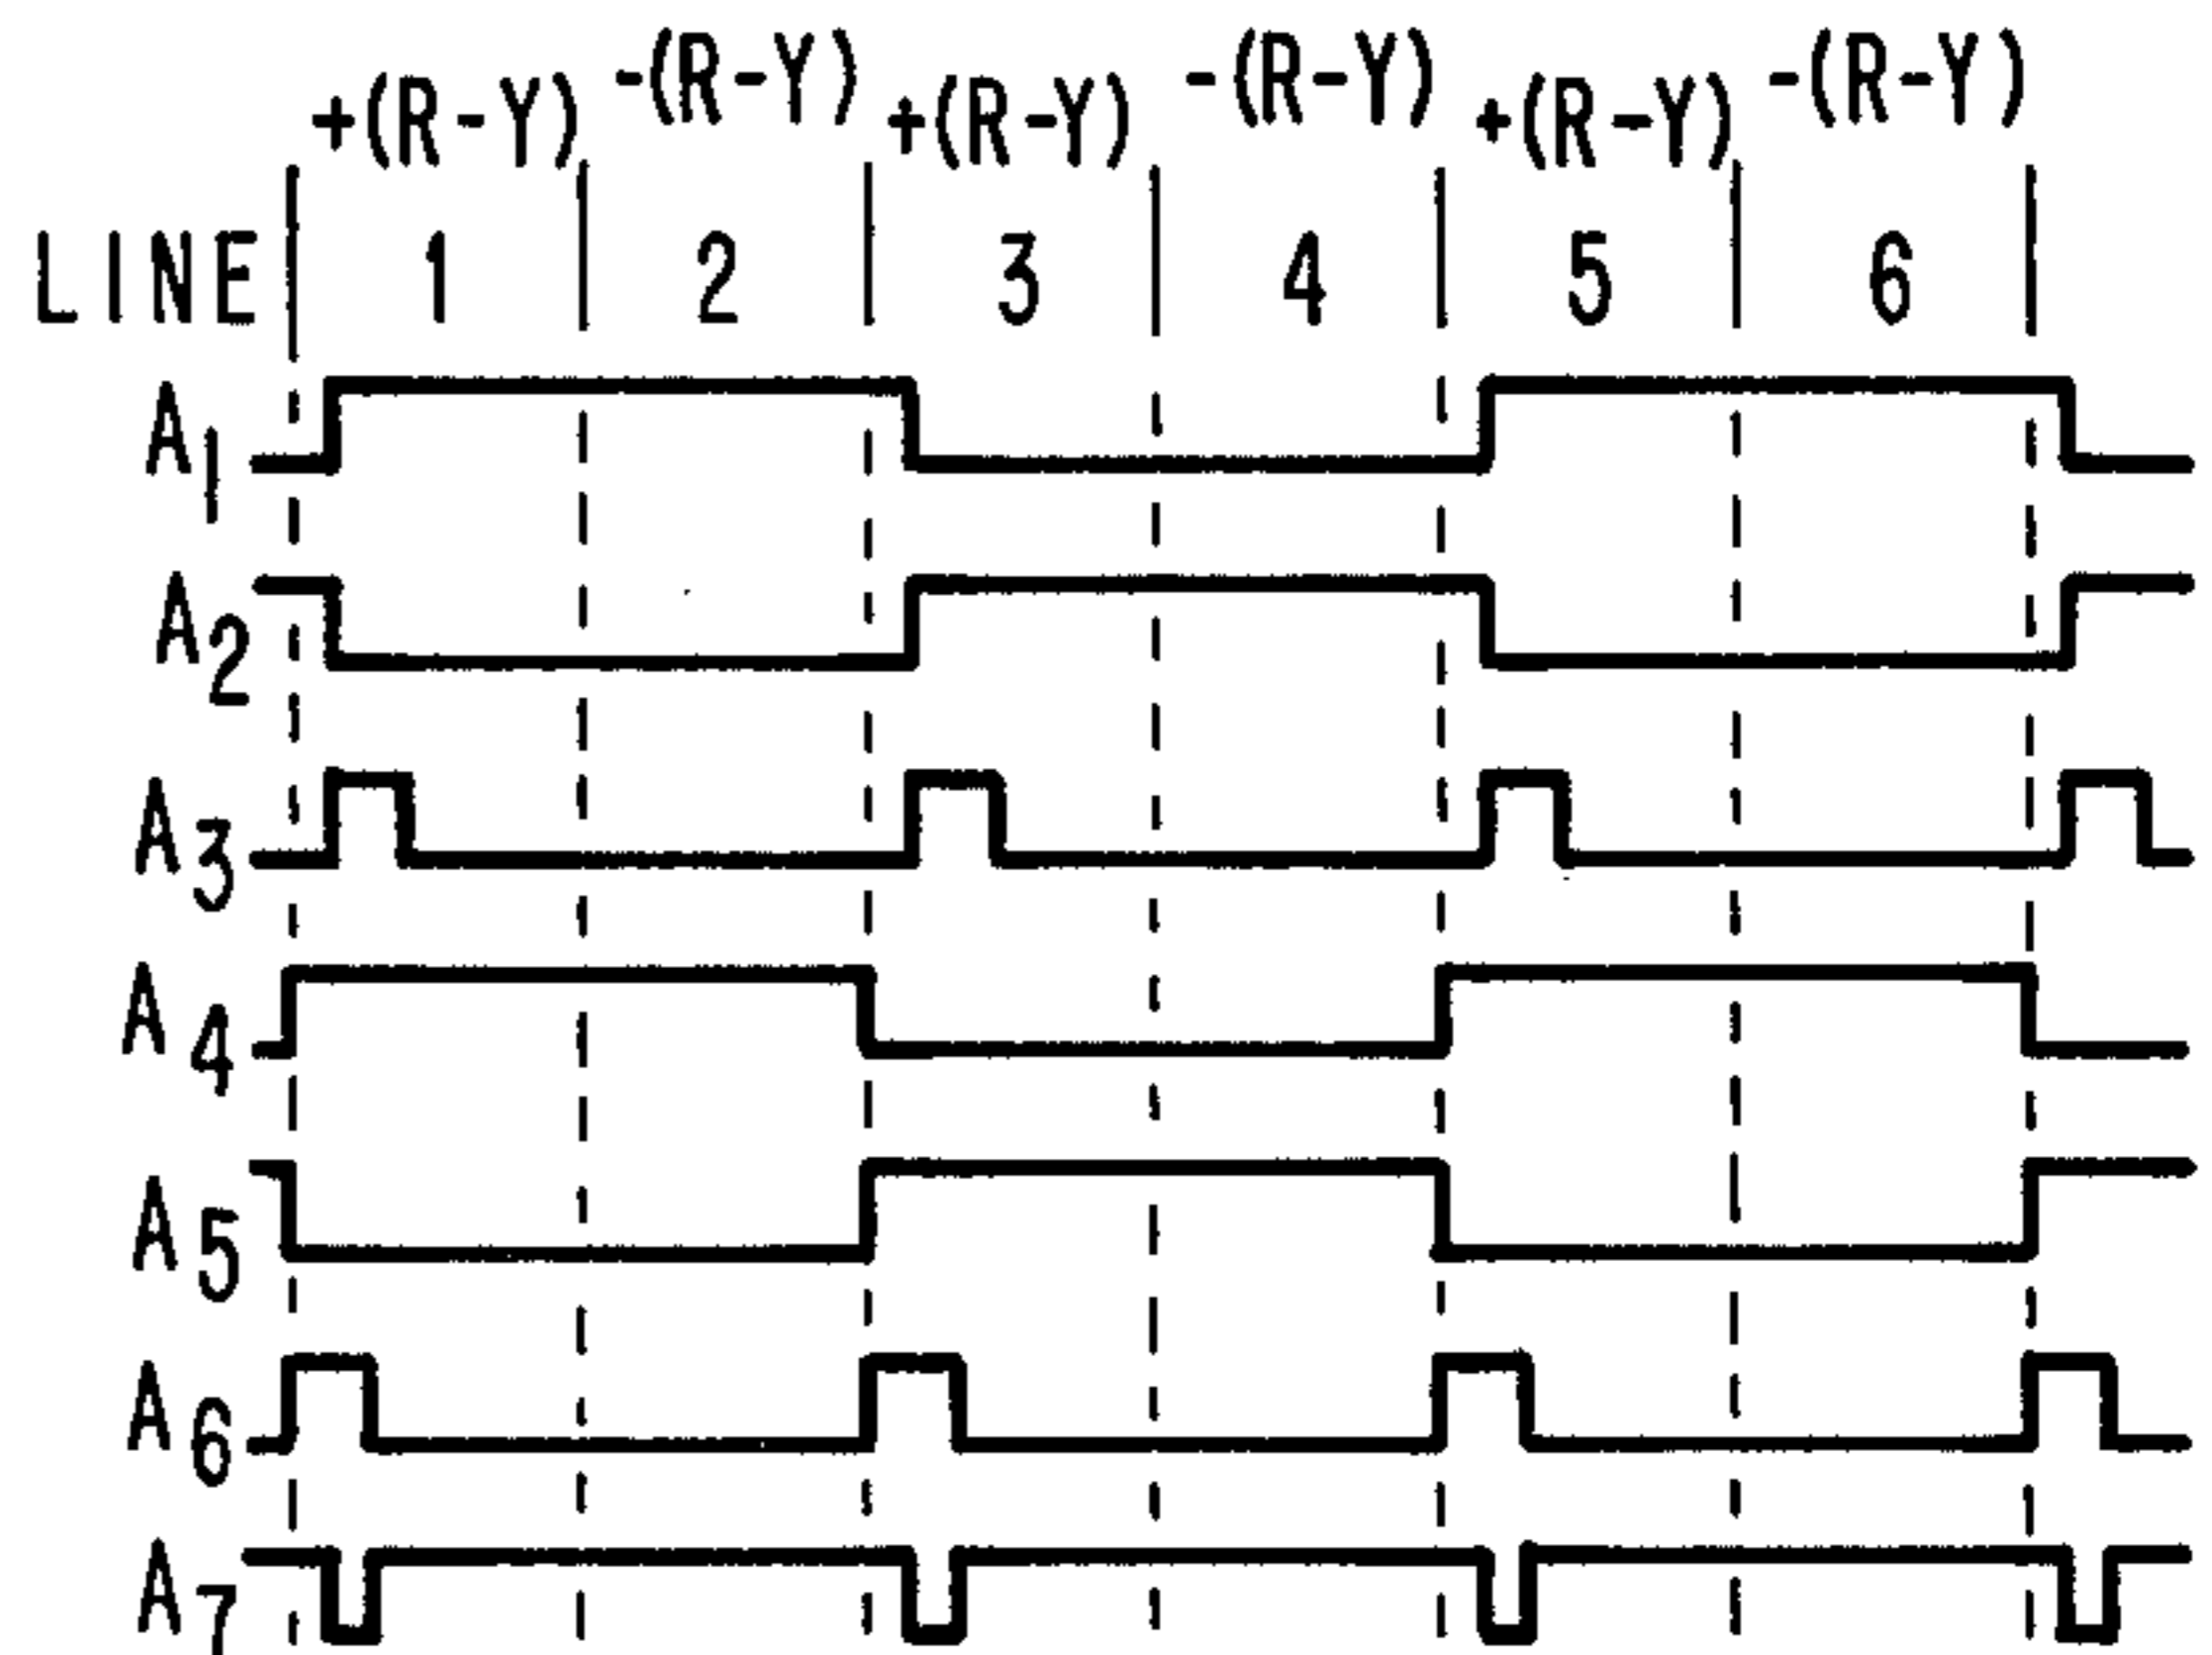 +(R-Y) -(R-Y) +(R-Y) -(R-Y) +(R-Y) -(R-Y)
LINE 1 2 3 4 5 6
A1
A2
A3
A4
A5
A6
A7